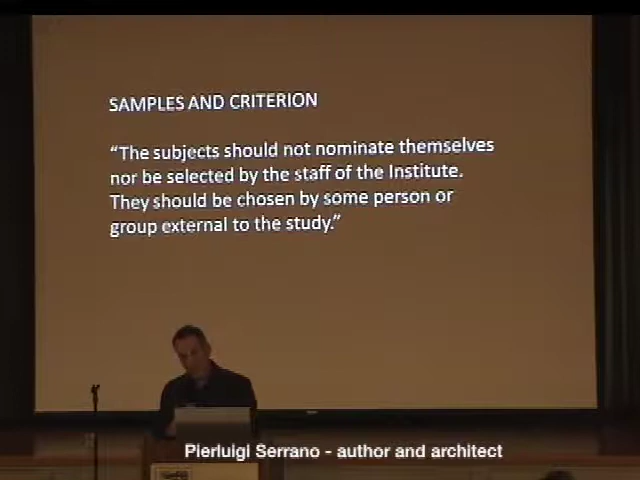 SAMPLES AND CRITERION
“The subjects should not nominate themselves
nor be selected by the staff of the Institute.
They should be chosen by some person or
group external to the study.”
Pierluigi Serrano - author and architect